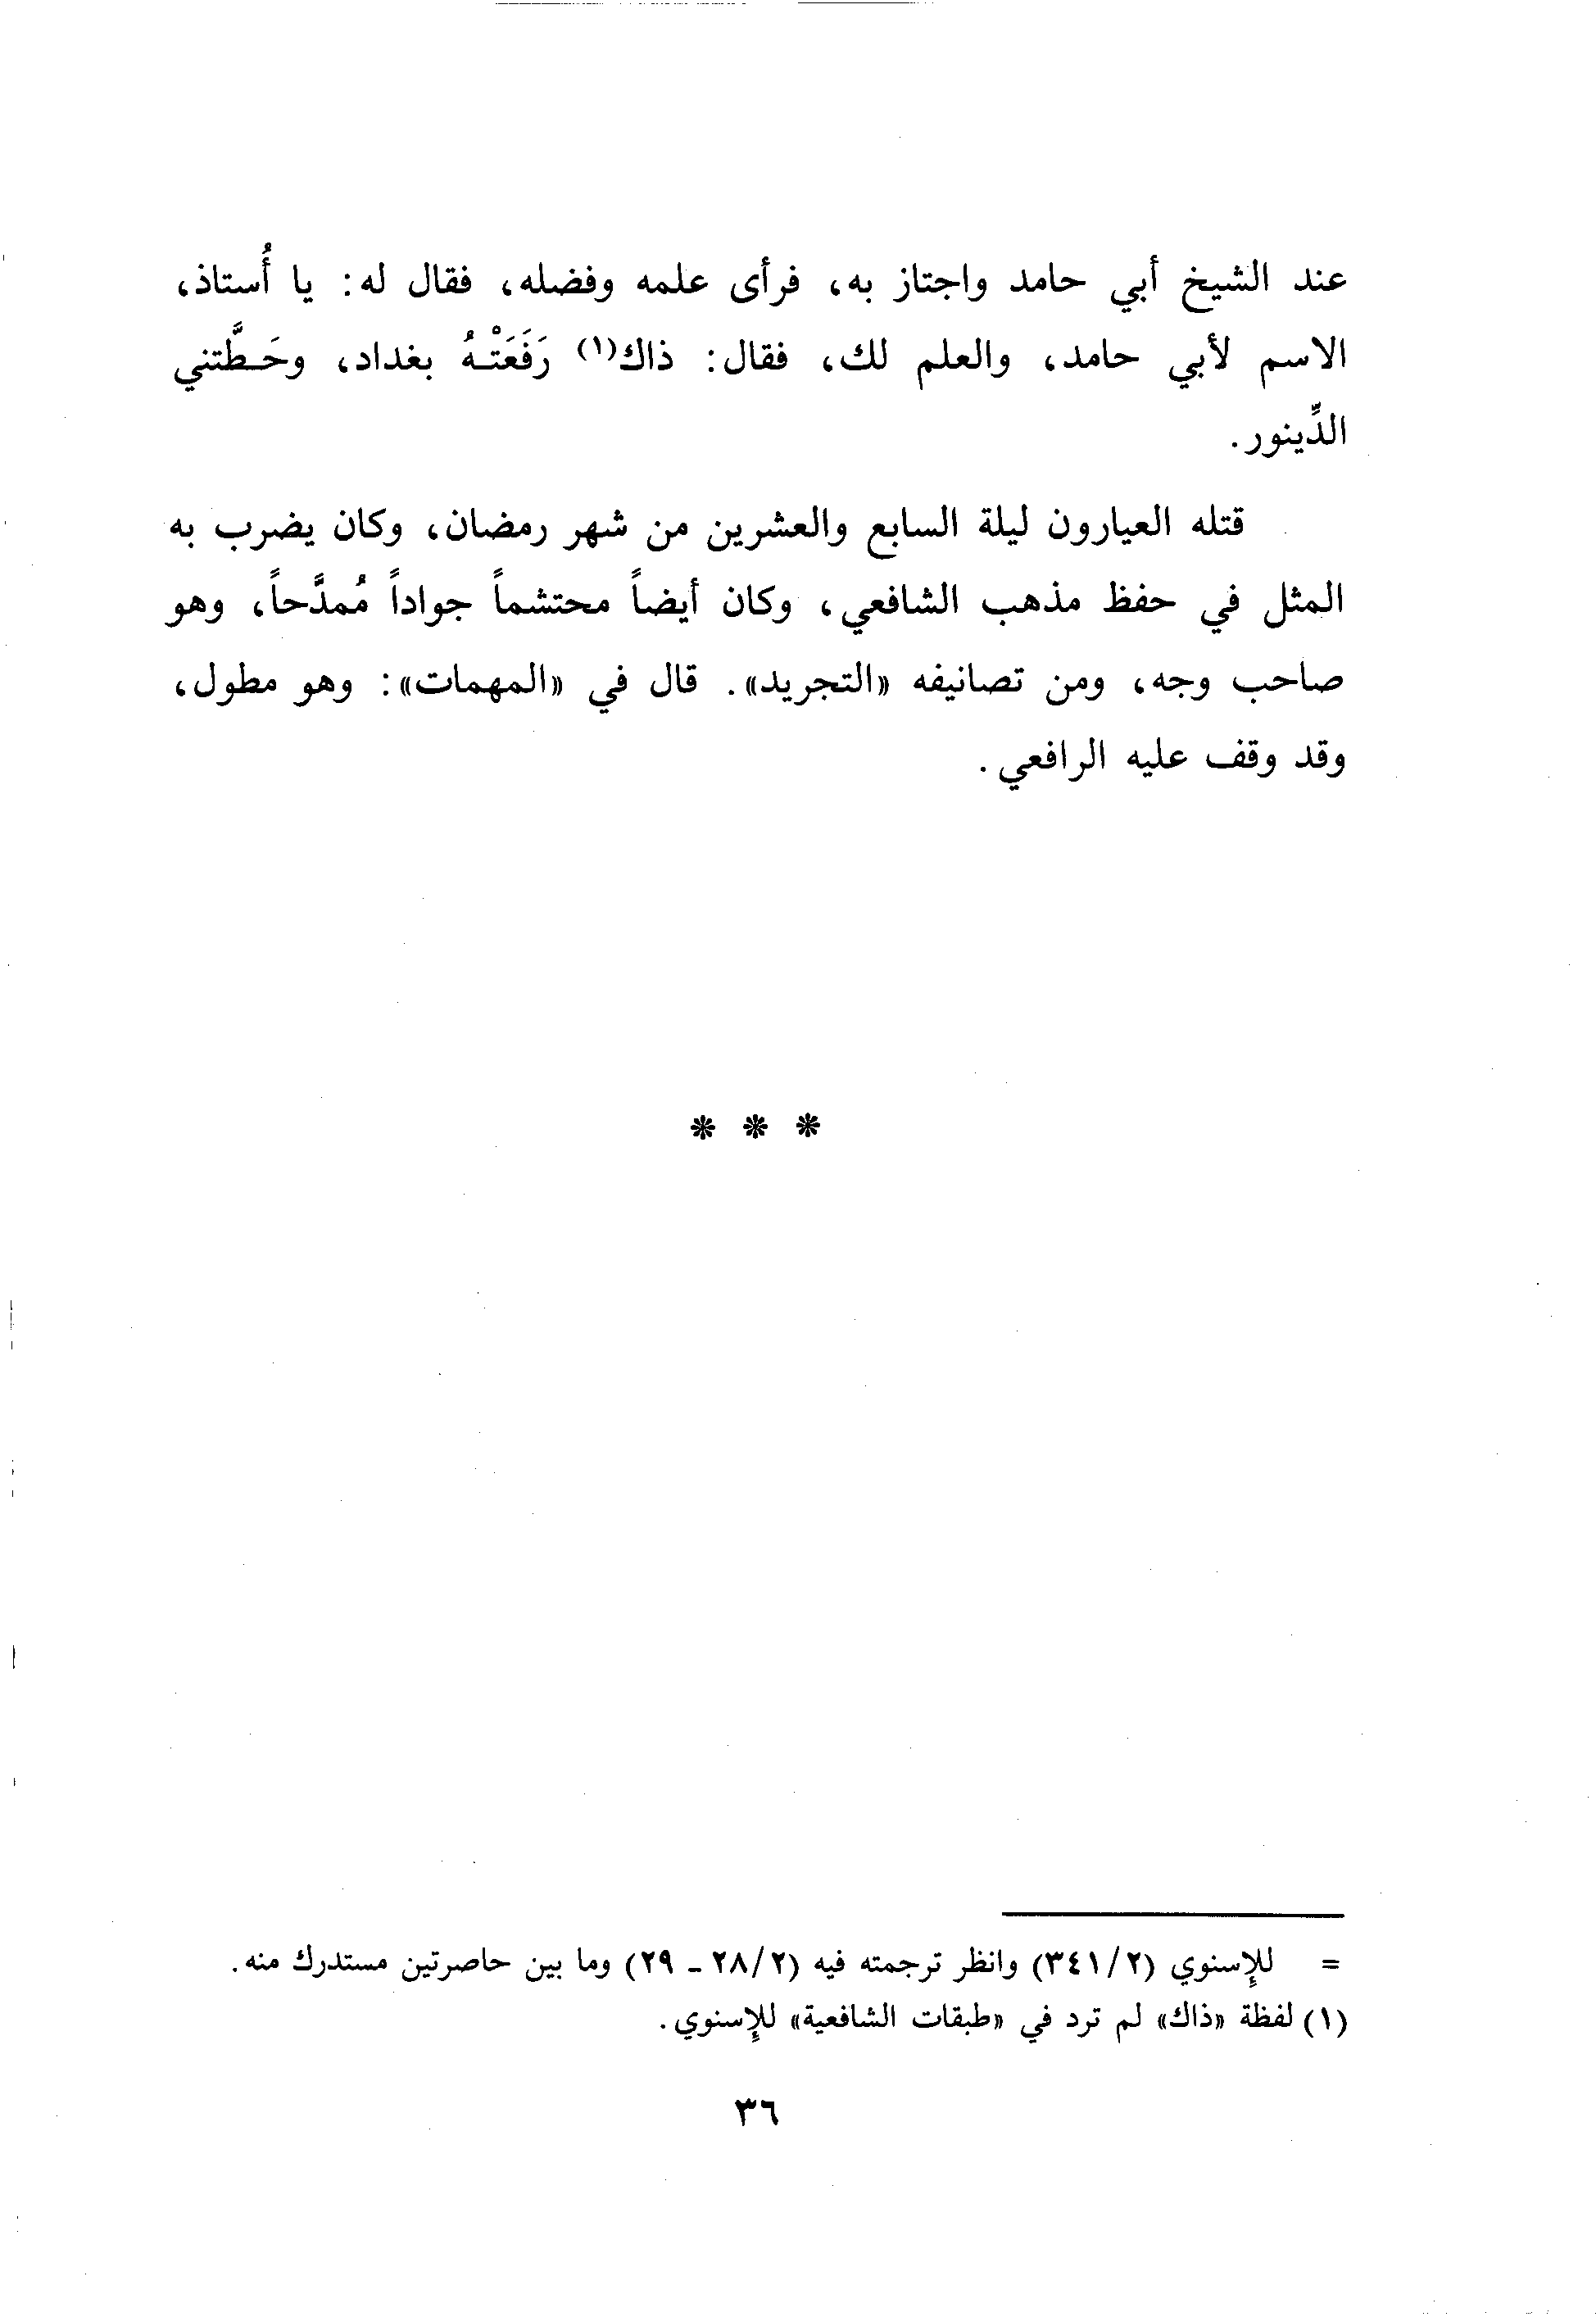 عند الشيخ أبي حامد واجتاز به، فرأى علمه وفضله، فقال له: يا أُستاذ،
الاسم لأبي حامد، والعلم لك، فقال: ذاك(١) رَفَعَتْـهُ بغداد، وحَـطَّتني
الدِّينور.
قتله العيارون ليلة السابع والعشرين من شهر رمضان، وكان يضرب به
المثل في حفظ مذهب الشافعي، وكان أيضاً محتشماً جواداً مُمدَّحاً، وهو
صاحب وجه، ومن تصانيفه «التجريد». قال في «المهمات»: وهو مطول،
وقد وقف عليه الرافعي.
* * *
= للإسنوي (٣٤١/٢) وانظر ترجمته فيه (٢٨/٢ - ٢٩) وما بين حاصرتين مستدرك منه.
(١) لفظة «ذاك» لم ترد في «طبقات الشافعية» للإسنوي.
٣٦